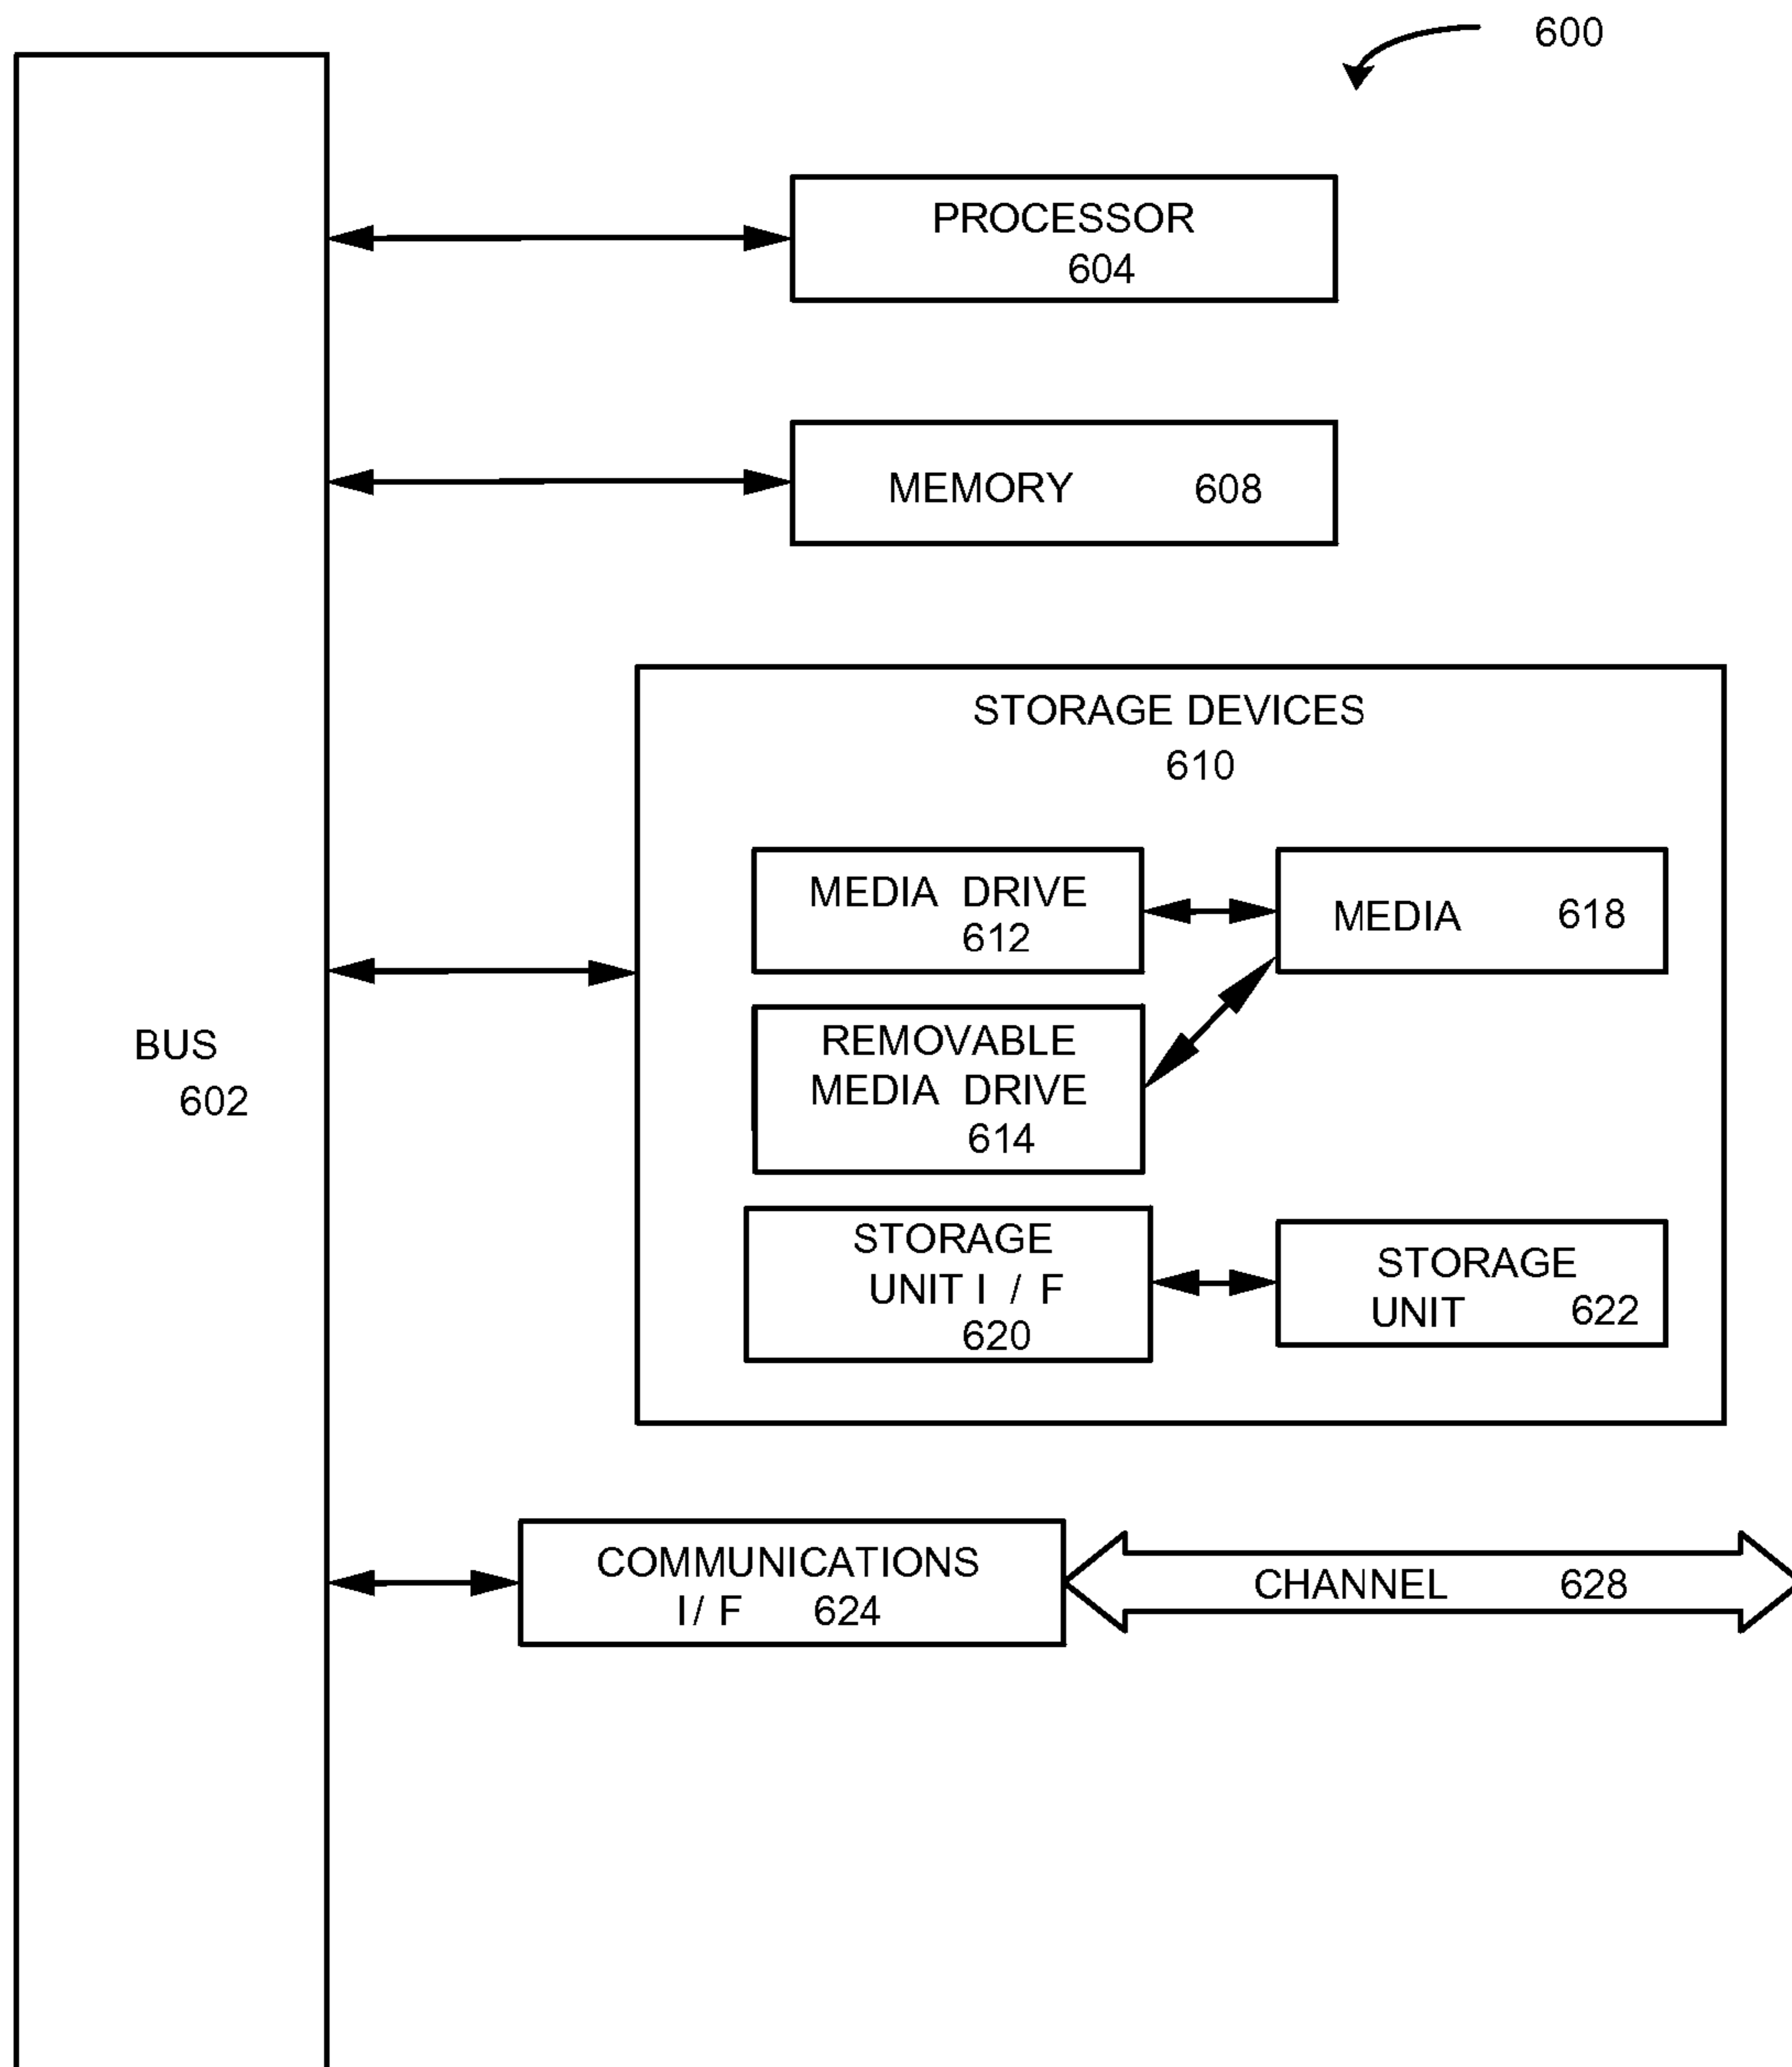 600
PROCESSOR
604
MEMORY 608
STORAGE DEVICES
610
MEDIA DRIVE
612
MEDIA 618
REMOVABLE
MEDIA DRIVE
614
BUS
602
STORAGE
UNIT I / F
620
STORAGE
UNIT 622
COMMUNICATIONS
I / F 624
CHANNEL 628